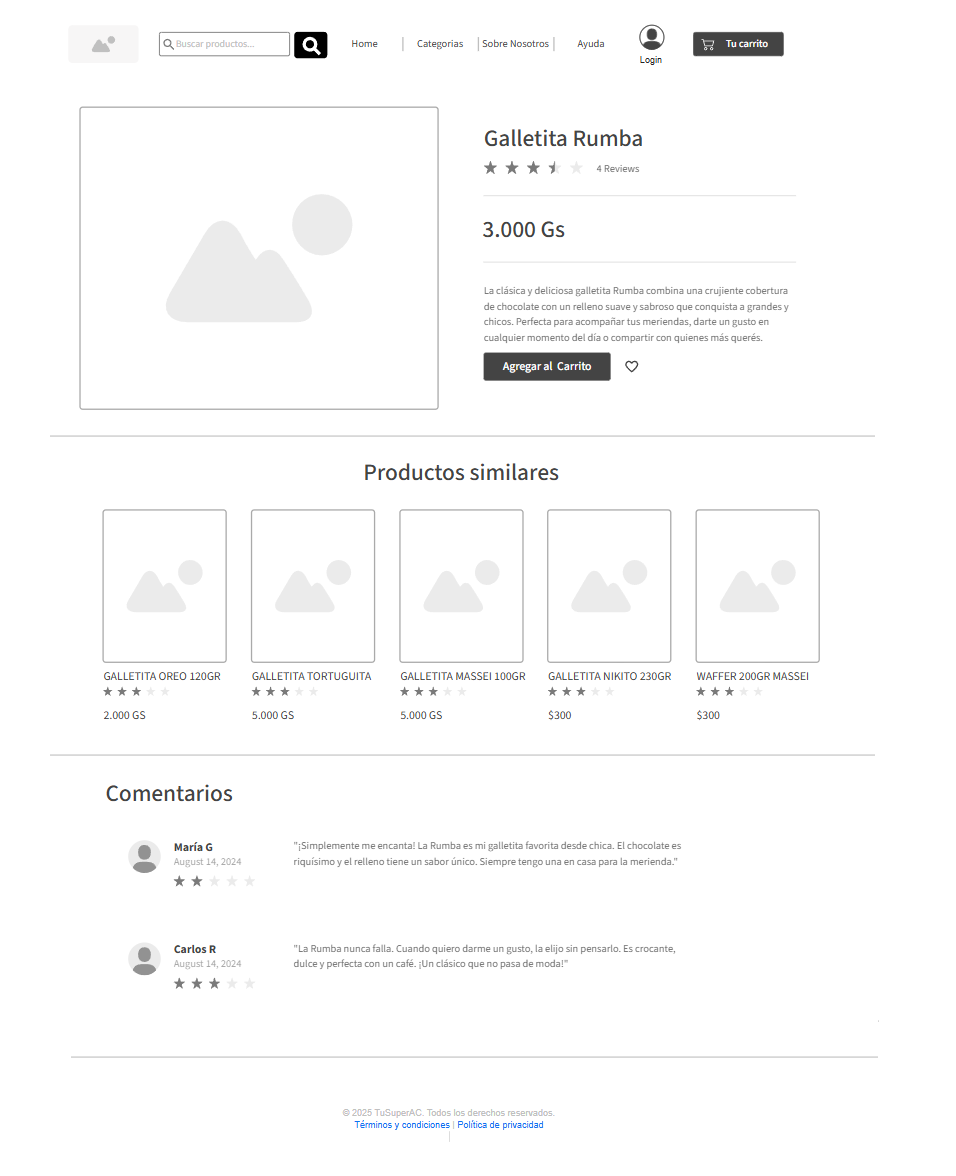 Buscar productos...
Home | Categorias | Sobre Nosotros | Ayuda
Login
Tu carrito
Galletita Rumba
4 Reviews
3.000 Gs
La clásica y deliciosa galletita Rumba combina una crujiente cobertura
de chocolate con un relleno suave y sabroso que conquista a grandes y
chicos. Perfecta para acompañar tus meriendas, darte un gusto en
cualquier momento del día o compartir con quienes más querés.
Agregar al Carrito
Productos similares
GALLETITA OREO 120GR
2.000 GS
GALLETITA TORTUGUITA
5.000 GS
GALLETITA MASSEI 100GR
5.000 GS
GALLETITA NIKITO 230GR
$300
WAFFER 200GR MASSEI
$300
Comentarios
María G
August 14, 2024
"¡Simplemente me encanta! La Rumba es mi galletita favorita desde chica. El chocolate es
riquísimo y el relleno tiene un sabor único. Siempre tengo una en casa para la merienda."
Carlos R
August 14, 2024
"La Rumba nunca falla. Cuando quiero darme un gusto, la elijo sin pensarlo. Es crocante,
dulce y perfecta con un café. ¡Un clásico que no pasa de moda!"
© 2025 TuSuperAC. Todos los derechos reservados.
Términos y condiciones | Política de privacidad